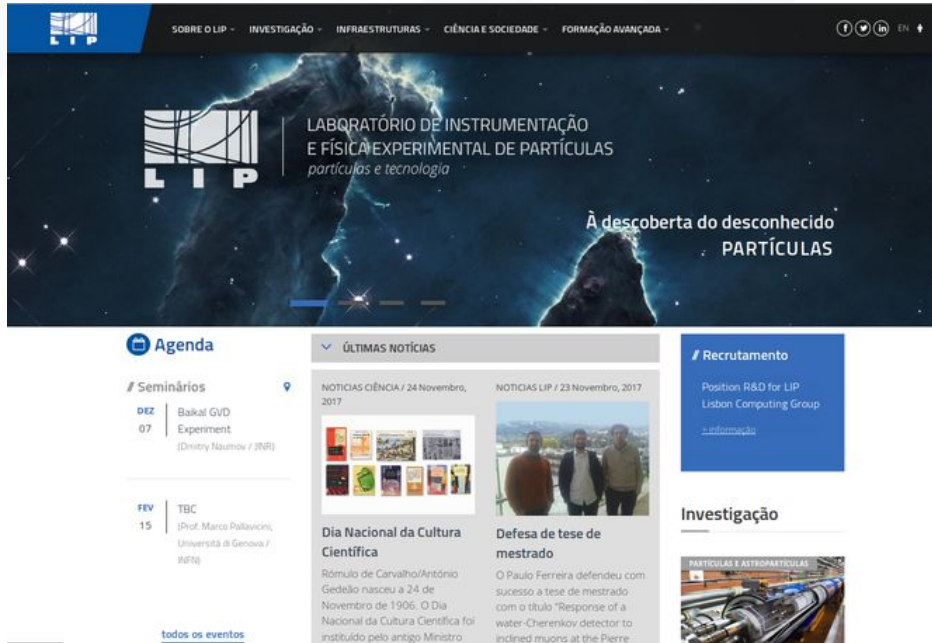 LIP
SOBRE O LIP
INVESTIGAÇÃO
INFRAESTRUTURAS
CIÊNCIA E SOCIEDADE
FORMAÇÃO AVANÇADA
EN
LIP
LABORATÓRIO DE INSTRUMENTAÇÃO
E FÍSICA EXPERIMENTAL DE PARTÍCULAS
partículas e tecnologia
À descoberta do desconhecido
PARTÍCULAS
Agenda
// Seminários
DEZ
07
Baikal GVD
Experiment
(Dmitry Naumov / JINR)
FEV
15
TBC
(Prof. Marco Pallavicini,
Università di Genova /
INFN)
todos os eventos
ÚLTIMAS NOTÍCIAS
NOTICIAS CIÊNCIA / 24 Novembro,
2017
Dia Nacional da Cultura
Científica
Rómulo de Carvalho/António
Gedeão nasceu a 24 de
Novembro de 1906. O Dia
Nacional da Cultura Científica foi
instituído pelo antigo Ministro
NOTICIAS LIP / 23 Novembro, 2017
Defesa de tese de
mestrado
O Paulo Ferreira defendeu com
sucesso a tese de mestrado
com o título "Response of a
water-Cherenkov detector to
inclined muons at the Pierre
// Recrutamento
Position R&D for LIP
Lisbon Computing Group
+ informação
Investigação
PARTÍCULAS E ASTROPARTÍCULAS